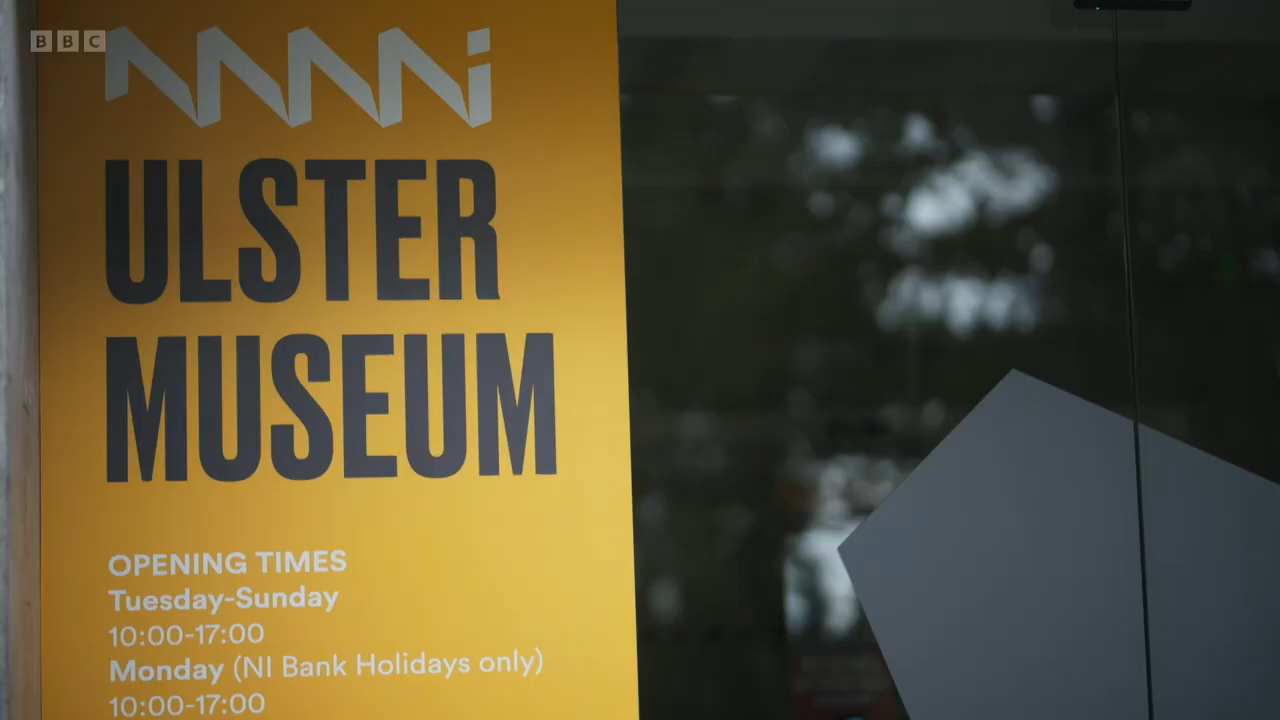 BBC
NMNI
ULSTER
MUSEUM
OPENING TIMES
Tuesday-Sunday
10:00-17:00
Monday (NI Bank Holidays only)
10:00-17:00